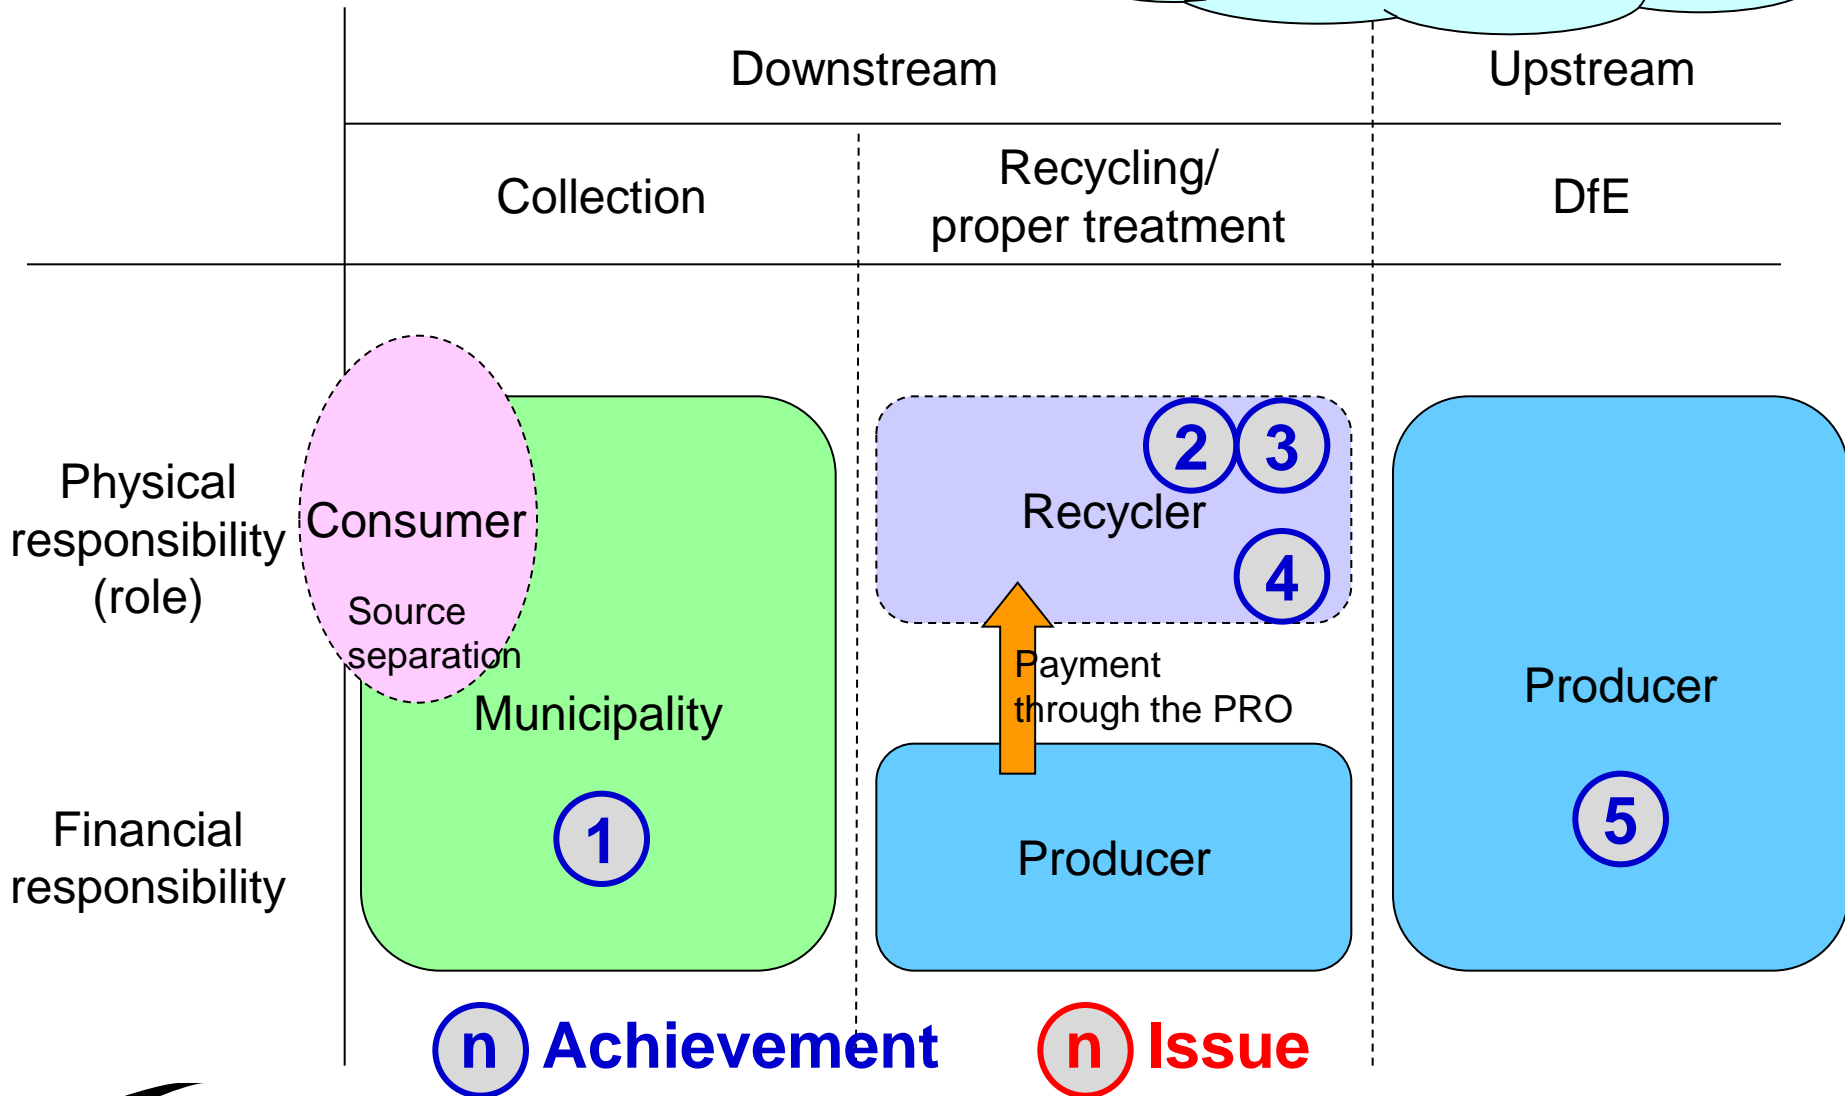 Downstream
Upstream
Collection
Recycling/
proper treatment
DfE
Physical
responsibility
(role)
Consumer
Source
separation
Municipality
1
2
3
Recycler
4
Payment
through the PRO
Producer
Producer
5
Financial
responsibility
n Achievement
n Issue